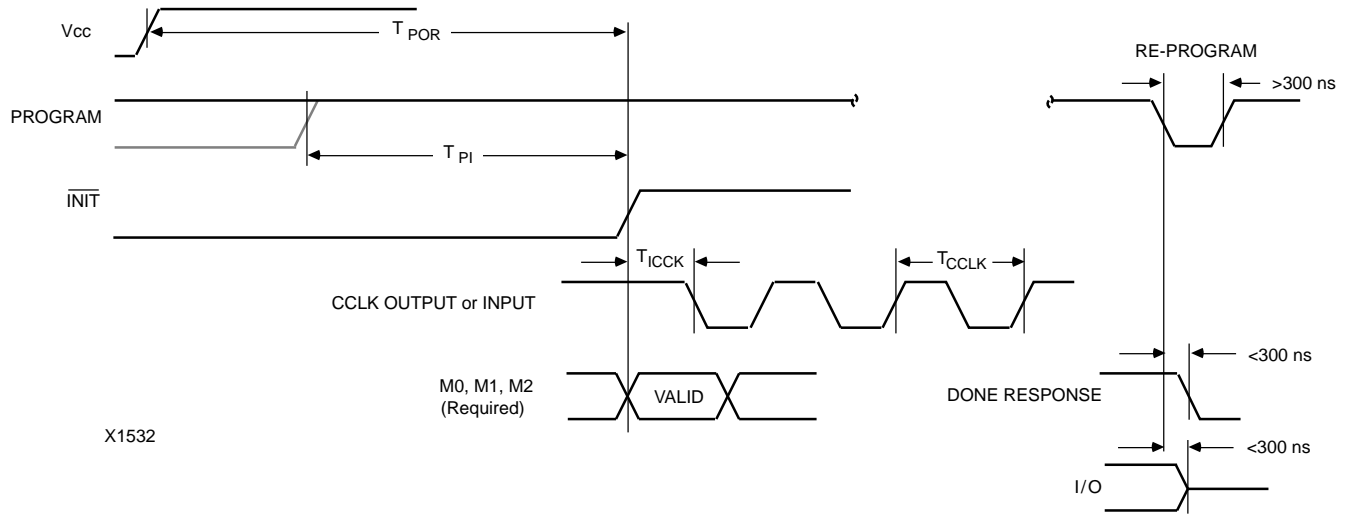 Vcc
T POR
RE-PROGRAM
>300 ns
PROGRAM
T PI
INIT
T ICCK
T CCLK
CCLK OUTPUT or INPUT
<300 ns
M0, M1, M2
(Required)
VALID
DONE RESPONSE
X1532
<300 ns
I/O